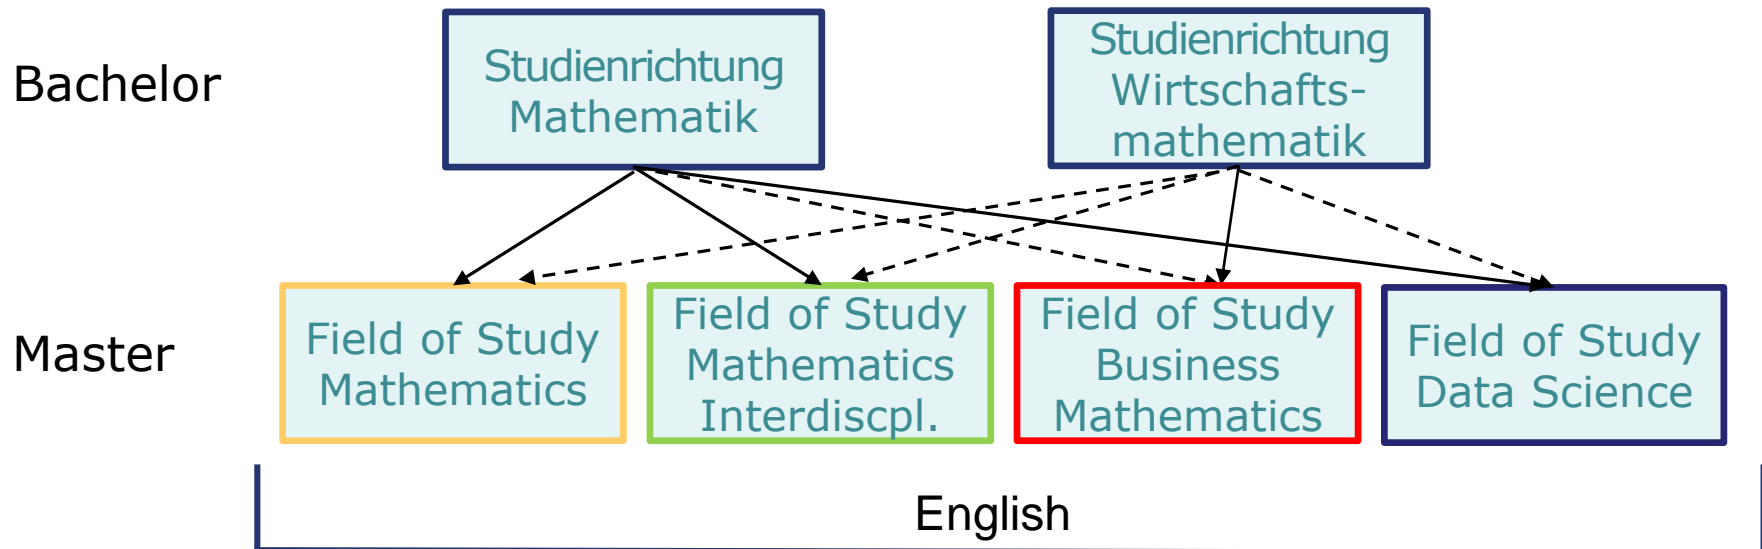 Bachelor
Studienrichtung
Mathematik
Studienrichtung
Wirtschafts-
mathematik
Master
Field of Study
Mathematics
Field of Study
Mathematics
Interdiscpl.
Field of Study
Business
Mathematics
Field of Study
Data Science
English